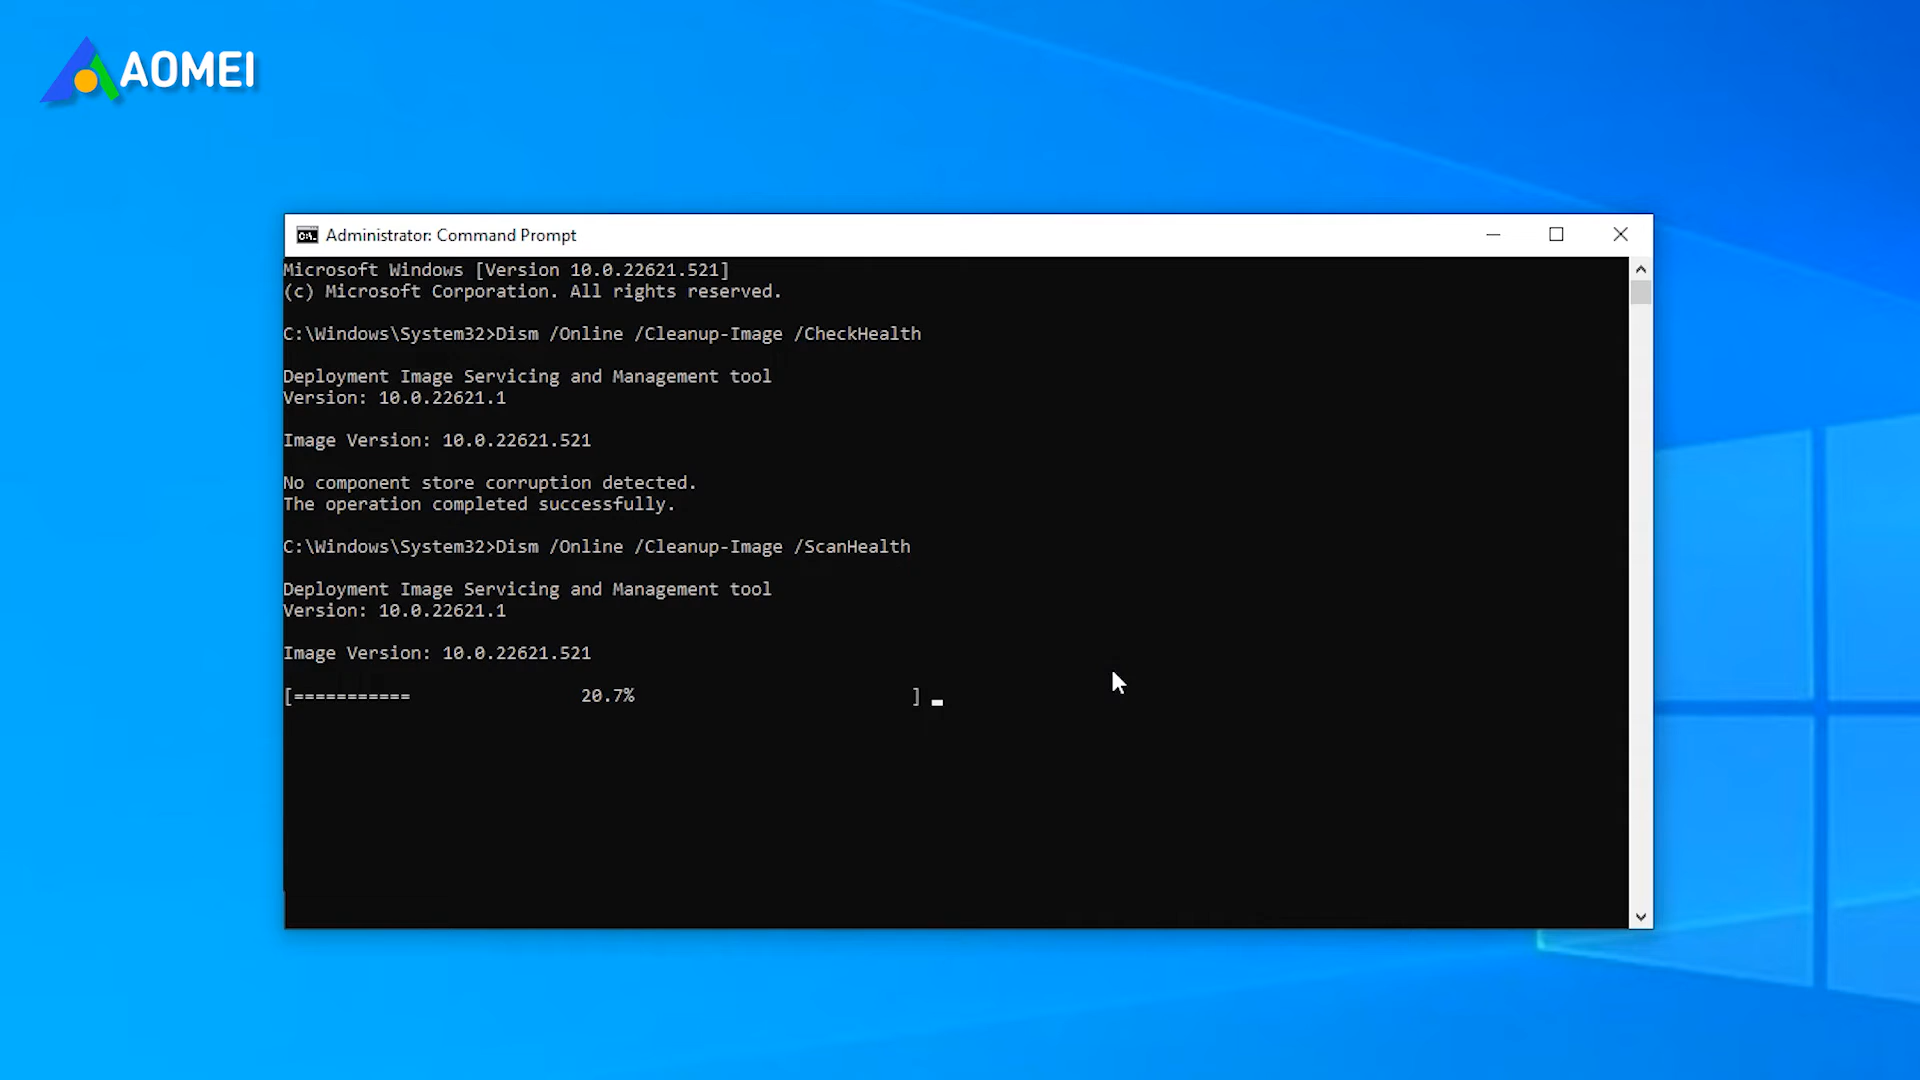 AOMEI
Administrator: Command Prompt
Microsoft Windows [Version 10.0.22621.521]
(c) Microsoft Corporation. All rights reserved.
C:\Windows\System32>Dism /Online /Cleanup-Image /CheckHealth
Deployment Image Servicing and Management tool
Version: 10.0.22621.1
Image Version: 10.0.22621.521
No component store corruption detected.
The operation completed successfully.
C:\Windows\System32>Dism /Online /Cleanup-Image /ScanHealth
Deployment Image Servicing and Management tool
Version: 10.0.22621.1
Image Version: 10.0.22621.521
[===========                20.7%                          ]